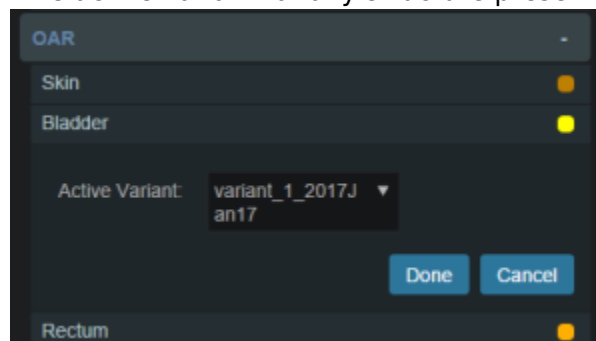 OAR -
Skin
Bladder
Active Variant: variant_1_2017J
an17
Done Cancel
Rectum